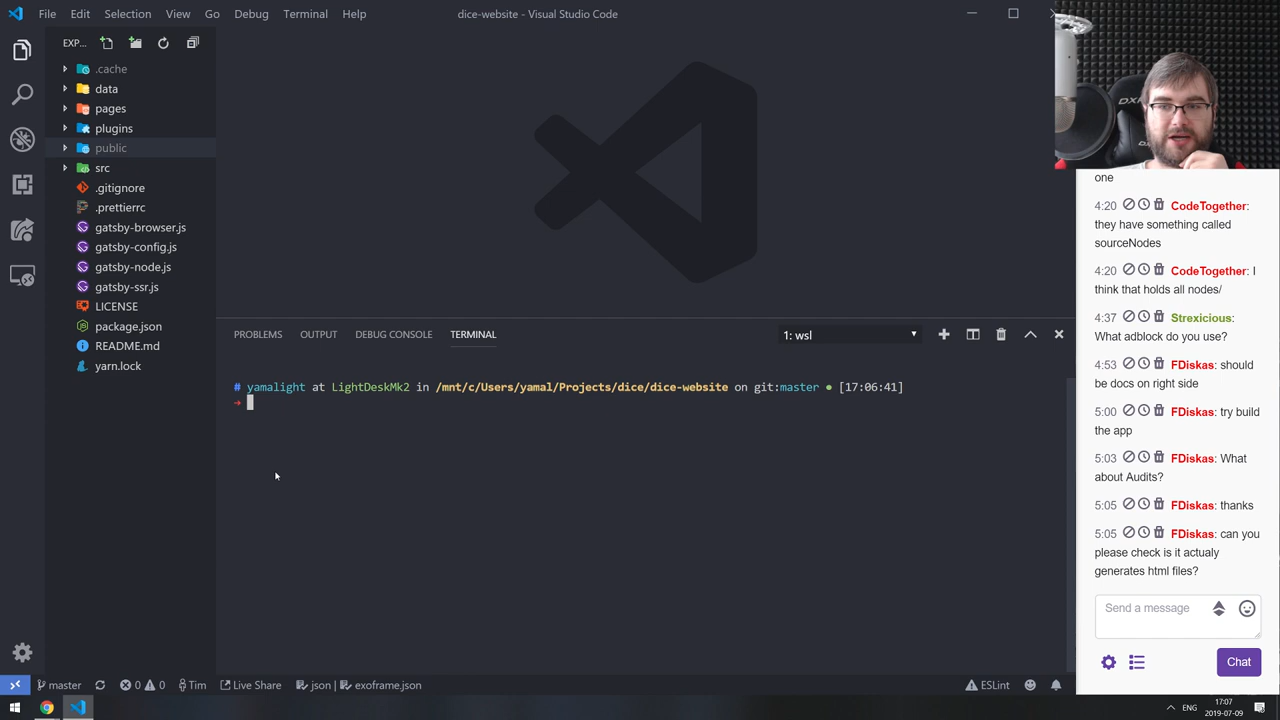 File Edit Selection View Go Debug Terminal Help
dice-website - Visual Studio Code
EXP...
.cache
data
pages
plugins
public
src
.gitignore
.prettierrc
gatsby-browser.js
gatsby-config.js
gatsby-node.js
gatsby-ssr.js
LICENSE
package.json
README.md
yarn.lock
PROBLEMS OUTPUT DEBUG CONSOLE TERMINAL
1: wsl
# yamalight at LightDeskMk2 in /mnt/c/Users/yamal/Projects/dice/dice-website on git:master ● [17:06:41]
➜
one
4:20 CodeTogether:
they have something called
sourceNodes
4:20 CodeTogether: I
think that holds all nodes/
4:37 Strexicious:
What adblock do you use?
4:53 FDiskas: should
be docs on right side
5:00 FDiskas: try build
the app
5:03 FDiskas: What
about Audits?
5:05 FDiskas: thanks
5:05 FDiskas: can you
please check is it actualy
generates html files?
Send a message
Chat
master 0 0 Tim Live Share json | exoframe.json
ESLint
ENG
17:07
2019-07-09